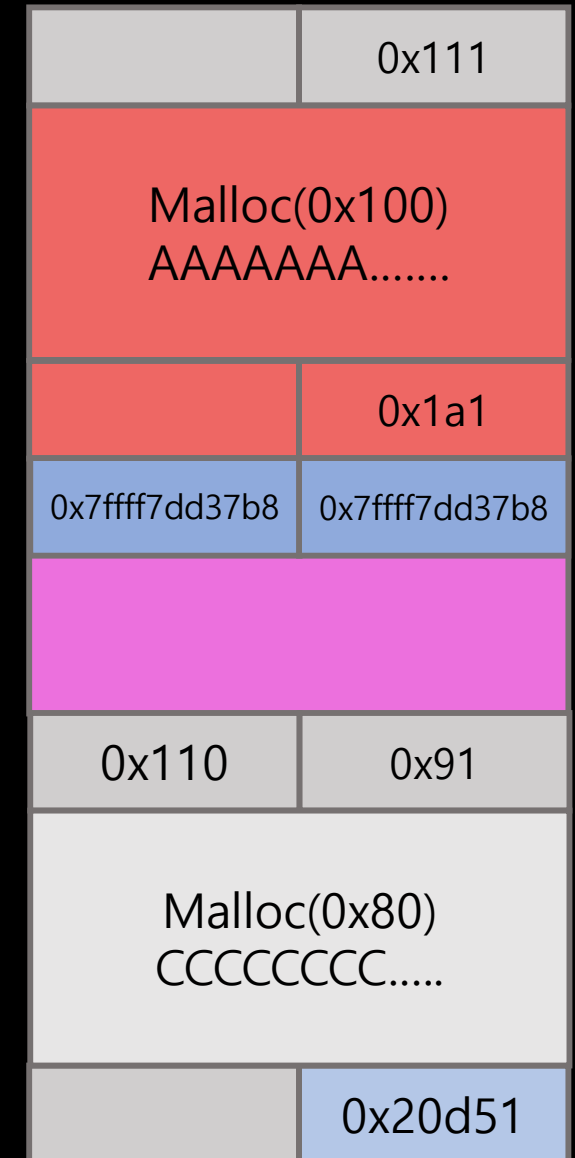 0x111
Malloc(0x100)
AAAAAAA.......
0x1a1
0x7ffff7dd37b8 0x7ffff7dd37b8
0x110 0x91
Malloc(0x80)
CCCCCCCC.....
0x20d51